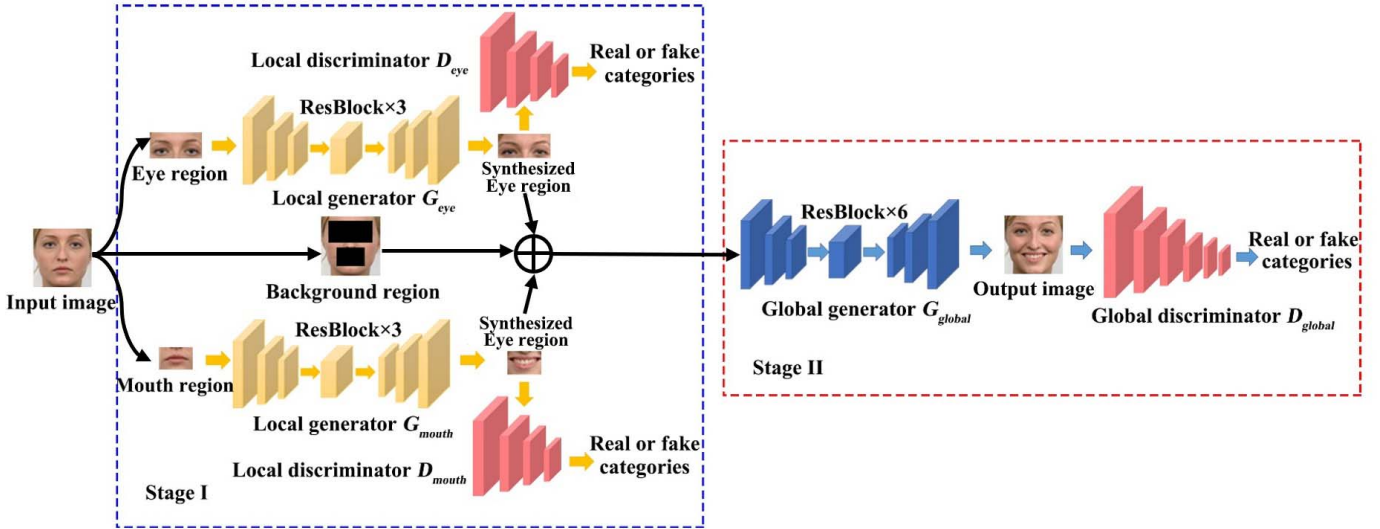 Local discriminator D_eye
Real or fake
categories
ResBlock×3
Eye region
Synthesized
Eye region
Local generator G_eye
Input image
Background region
ResBlock×3
Synthesized
Eye region
Mouth region
Local generator G_mouth
Local discriminator D_mouth
Real or fake
categories
Stage I
ResBlock×6
Output image
Real or fake
categories
Global generator G_global
Global discriminator D_global
Stage II